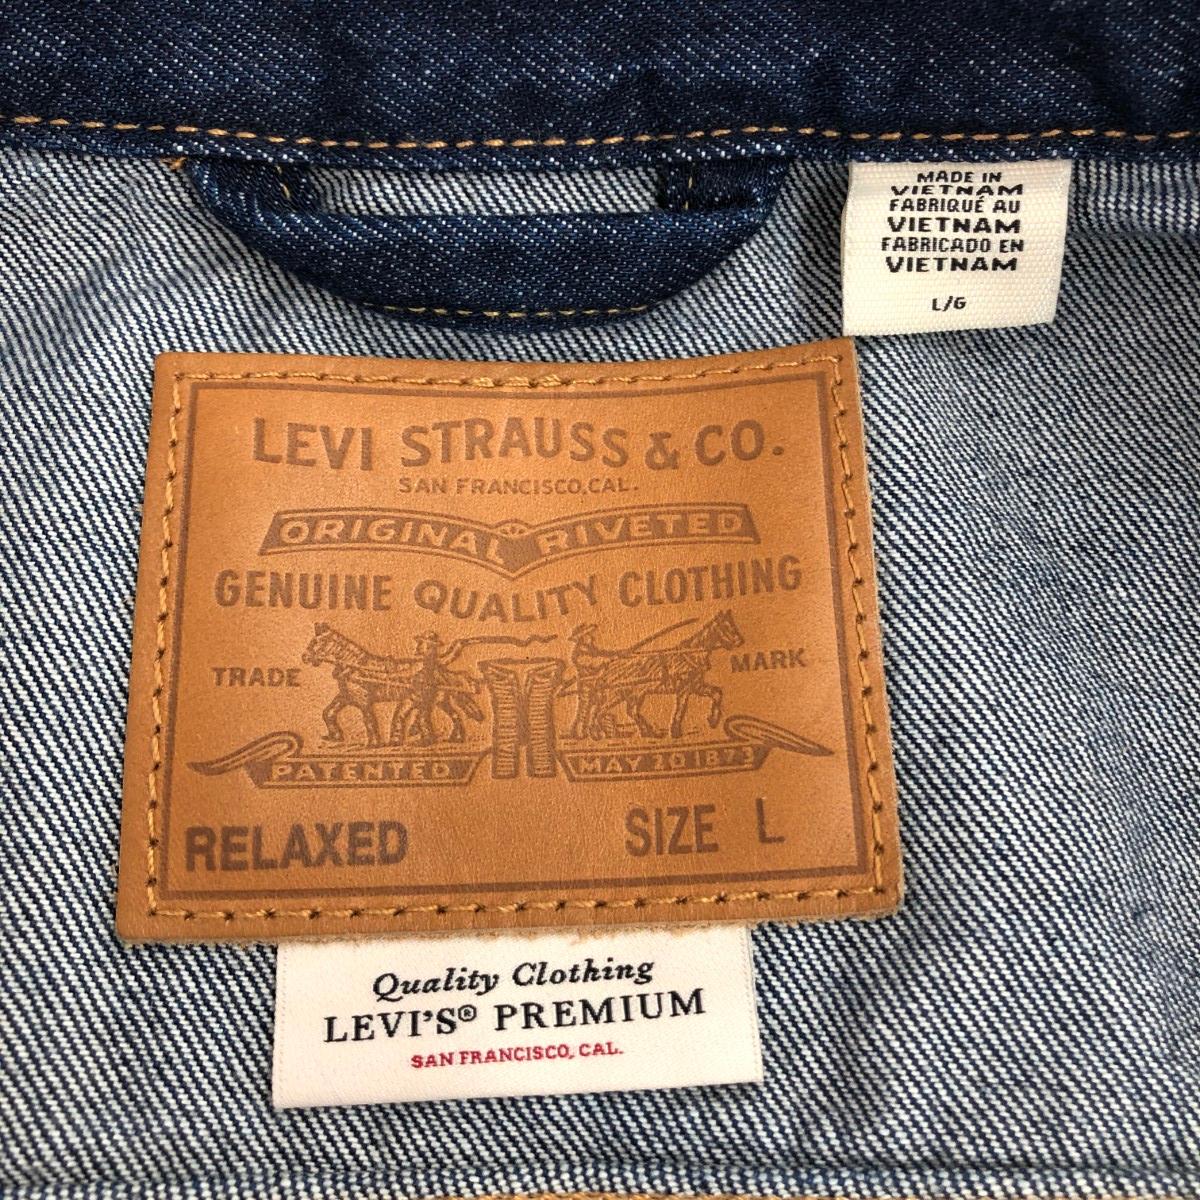 MADE IN
VIETNAM
FABRIQUÉ AU
VIETNAM
FABRICADO EN
VIETNAM
L/G
LEVI STRAUSS & CO.
SAN FRANCISCO,CAL.
ORIGINAL ® RIVETED
GENUINE QUALITY CLOTHING
TRADE MARK
PATENTED MAY 20 1873
RELAXED SIZE L
Quality Clothing
LEVI'S® PREMIUM
SAN FRANCISCO, CAL.